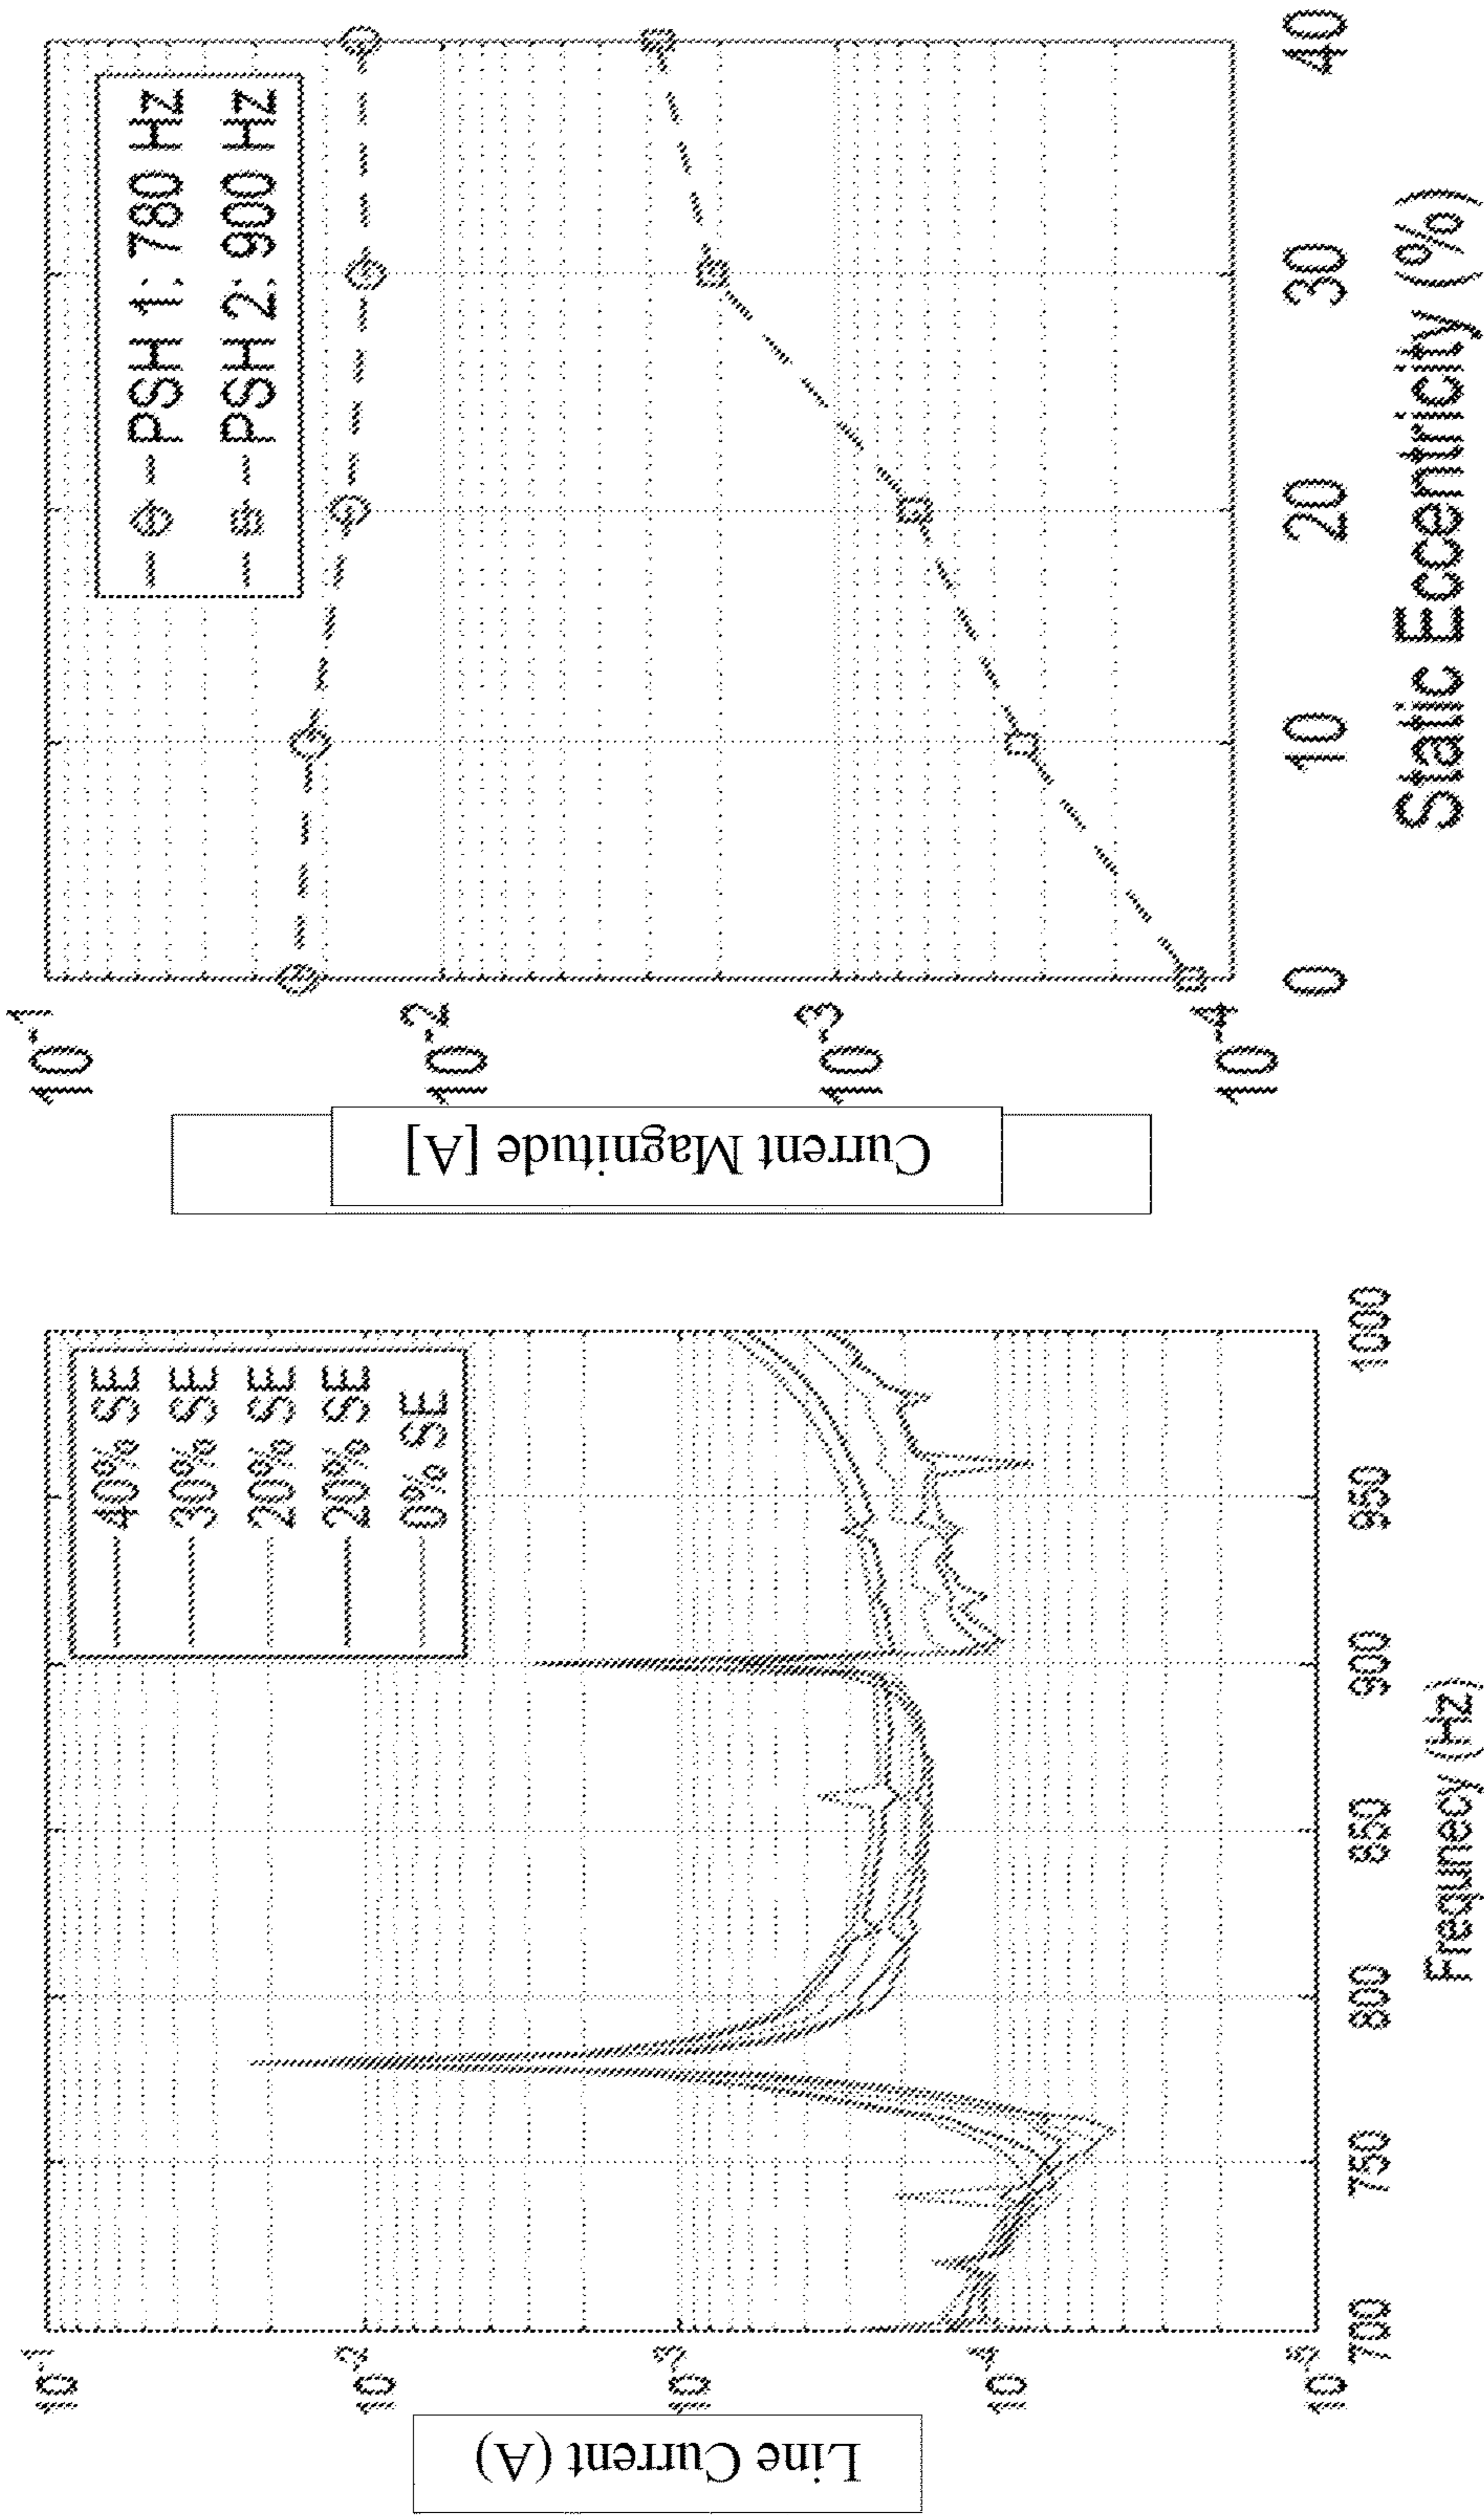 Line Current (A)
10-1
10-2
10-3
10-4
10-5
40% SE
30% SE
20% SE
20% SE
0% SE
700
750
800
850
900
950
1000
Frequnecy (Hz)
Current Magnitude [A]
10-1
10-2
10-3
10-4
PSH 1: 780 Hz
PSH 2: 900 Hz
0
10
20
30
40
Static Eccentricity (%)